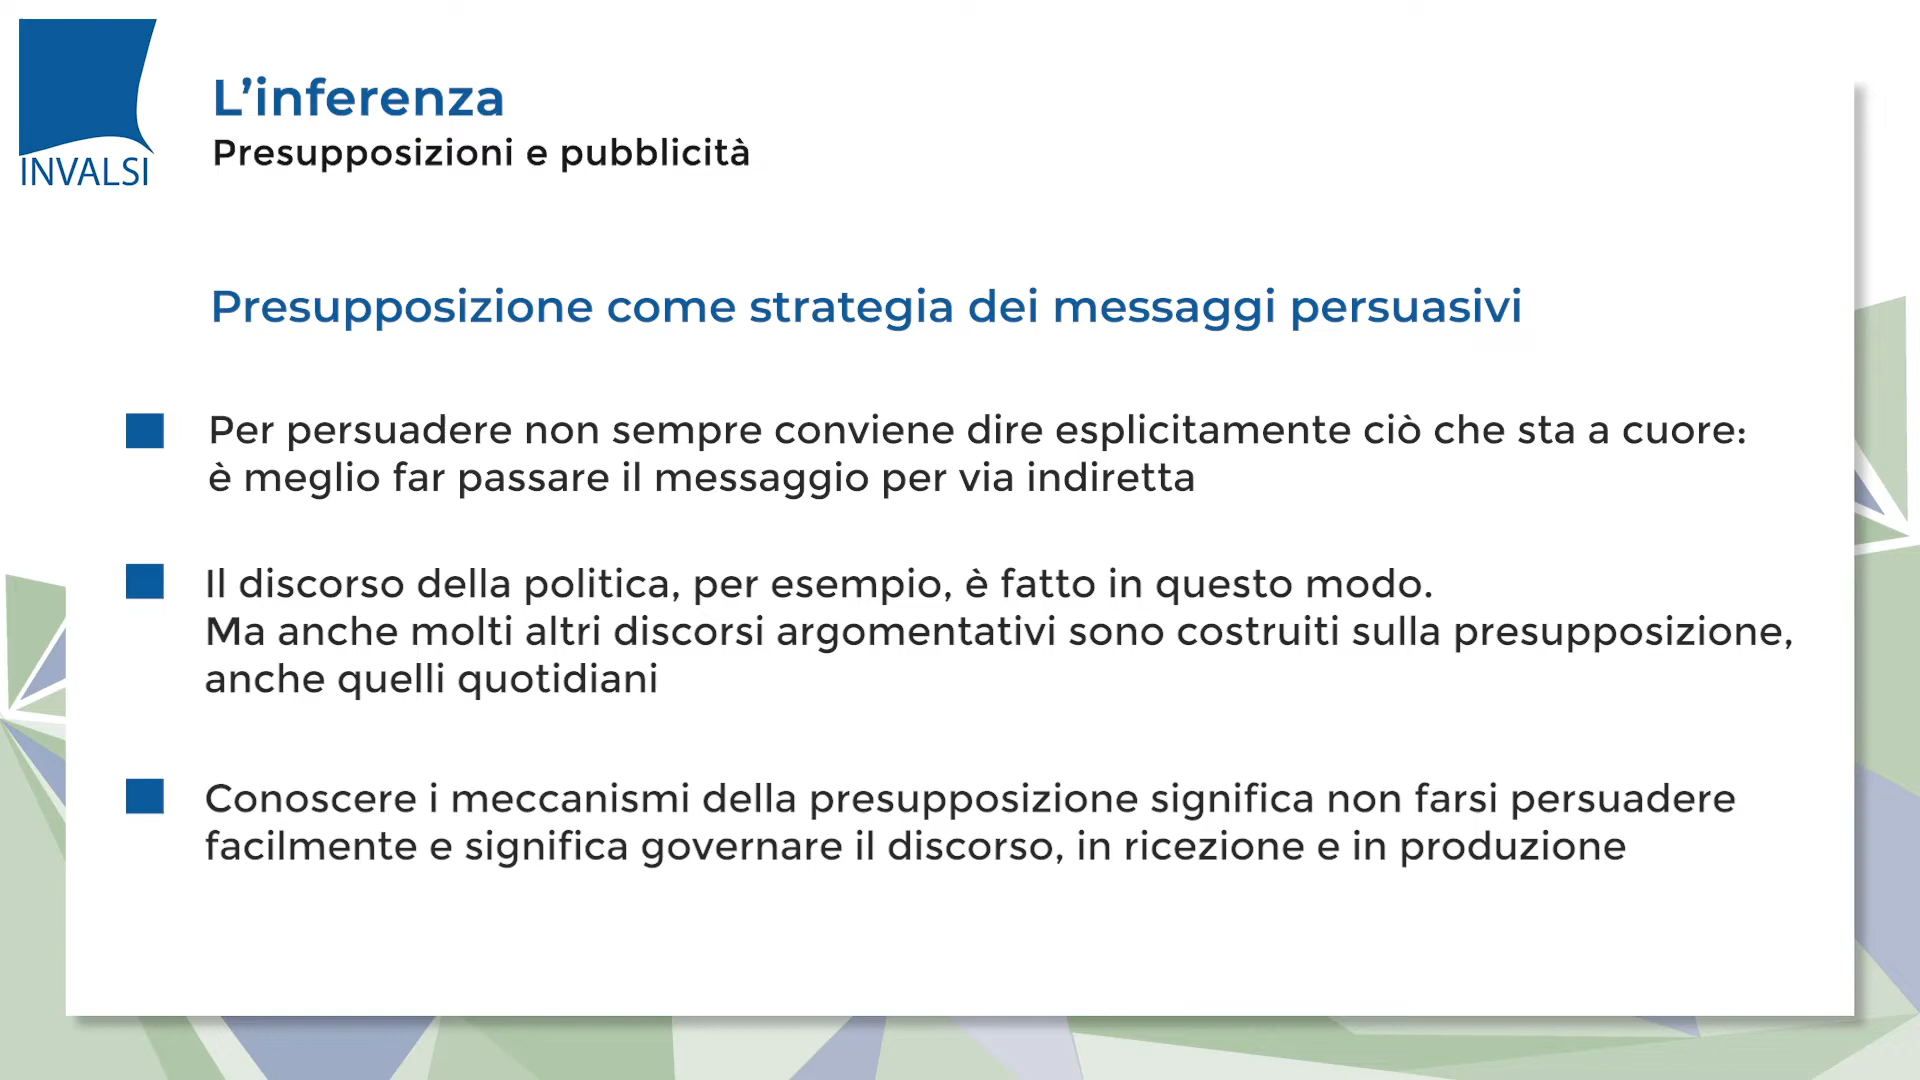 INVALSI
L’inferenza
Presupposizioni e pubblicità
Presupposizione come strategia dei messaggi persuasivi
Per persuadere non sempre conviene dire esplicitamente ciò che sta a cuore:
è meglio far passare il messaggio per via indiretta
Il discorso della politica, per esempio, è fatto in questo modo.
Ma anche molti altri discorsi argomentativi sono costruiti sulla presupposizione,
anche quelli quotidiani
Conoscere i meccanismi della presupposizione significa non farsi persuadere
facilmente e significa governare il discorso, in ricezione e in produzione